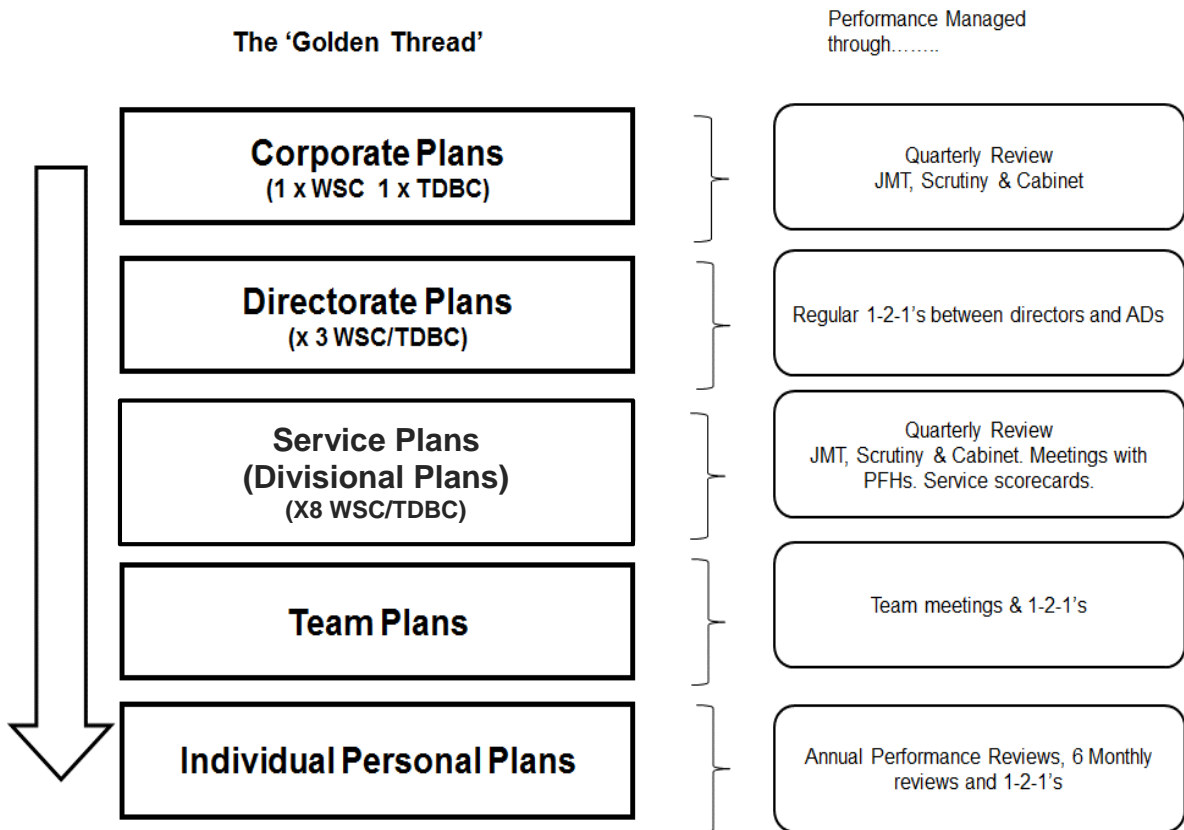 The ‘Golden Thread’
Performance Managed
through……..
Corporate Plans
(1 x WSC 1 x TDBC)
Quarterly Review
JMT, Scrutiny & Cabinet
Directorate Plans
(x 3 WSC/TDBC)
Regular 1-2-1’s between directors and ADs
Service Plans
(Divisional Plans)
(X8 WSC/TDBC)
Quarterly Review
JMT, Scrutiny & Cabinet. Meetings with
PFHs. Service scorecards.
Team Plans
Team meetings & 1-2-1’s
Individual Personal Plans
Annual Performance Reviews, 6 Monthly
reviews and 1-2-1’s